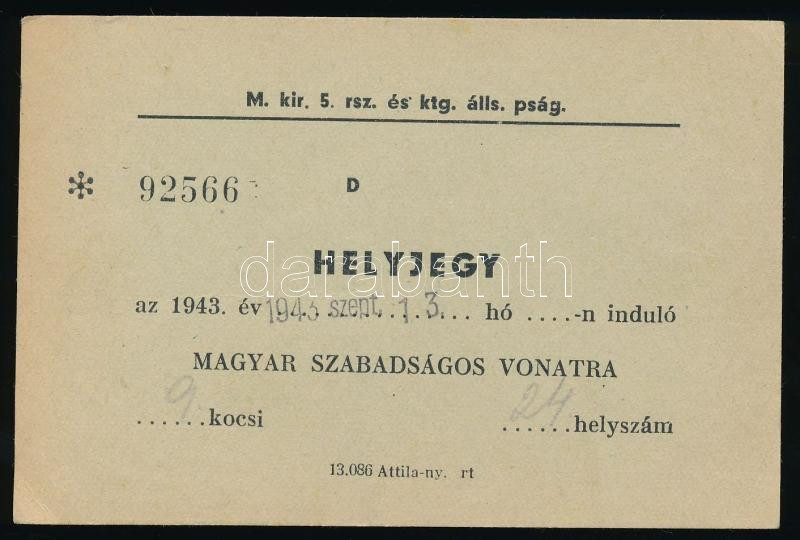 M. kir. 5. rsz. és ktg. álls. pság.
* 92566 D
HELYJEGY
az 1943. év 1943 szept 13. hó ....-n induló
MAGYAR SZABADSÁGOS VONATRA
......9 kocsi ......24 helyszám
13.086 Attila-ny. rt
darabanth